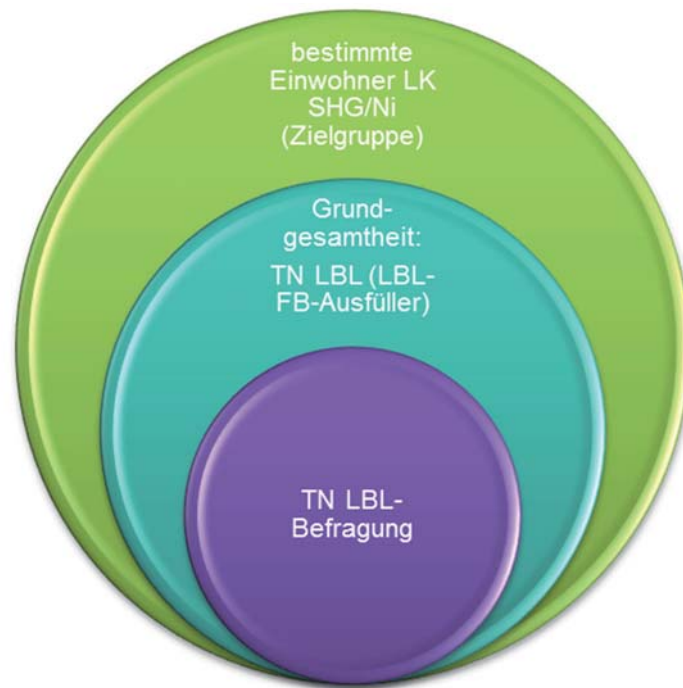 bestimmte
Einwohner LK
SHG/Ni
(Zielgruppe)
Grund-
gesamtheit:
TN LBL (LBL-
FB-Ausfüller)
TN LBL-
Befragung